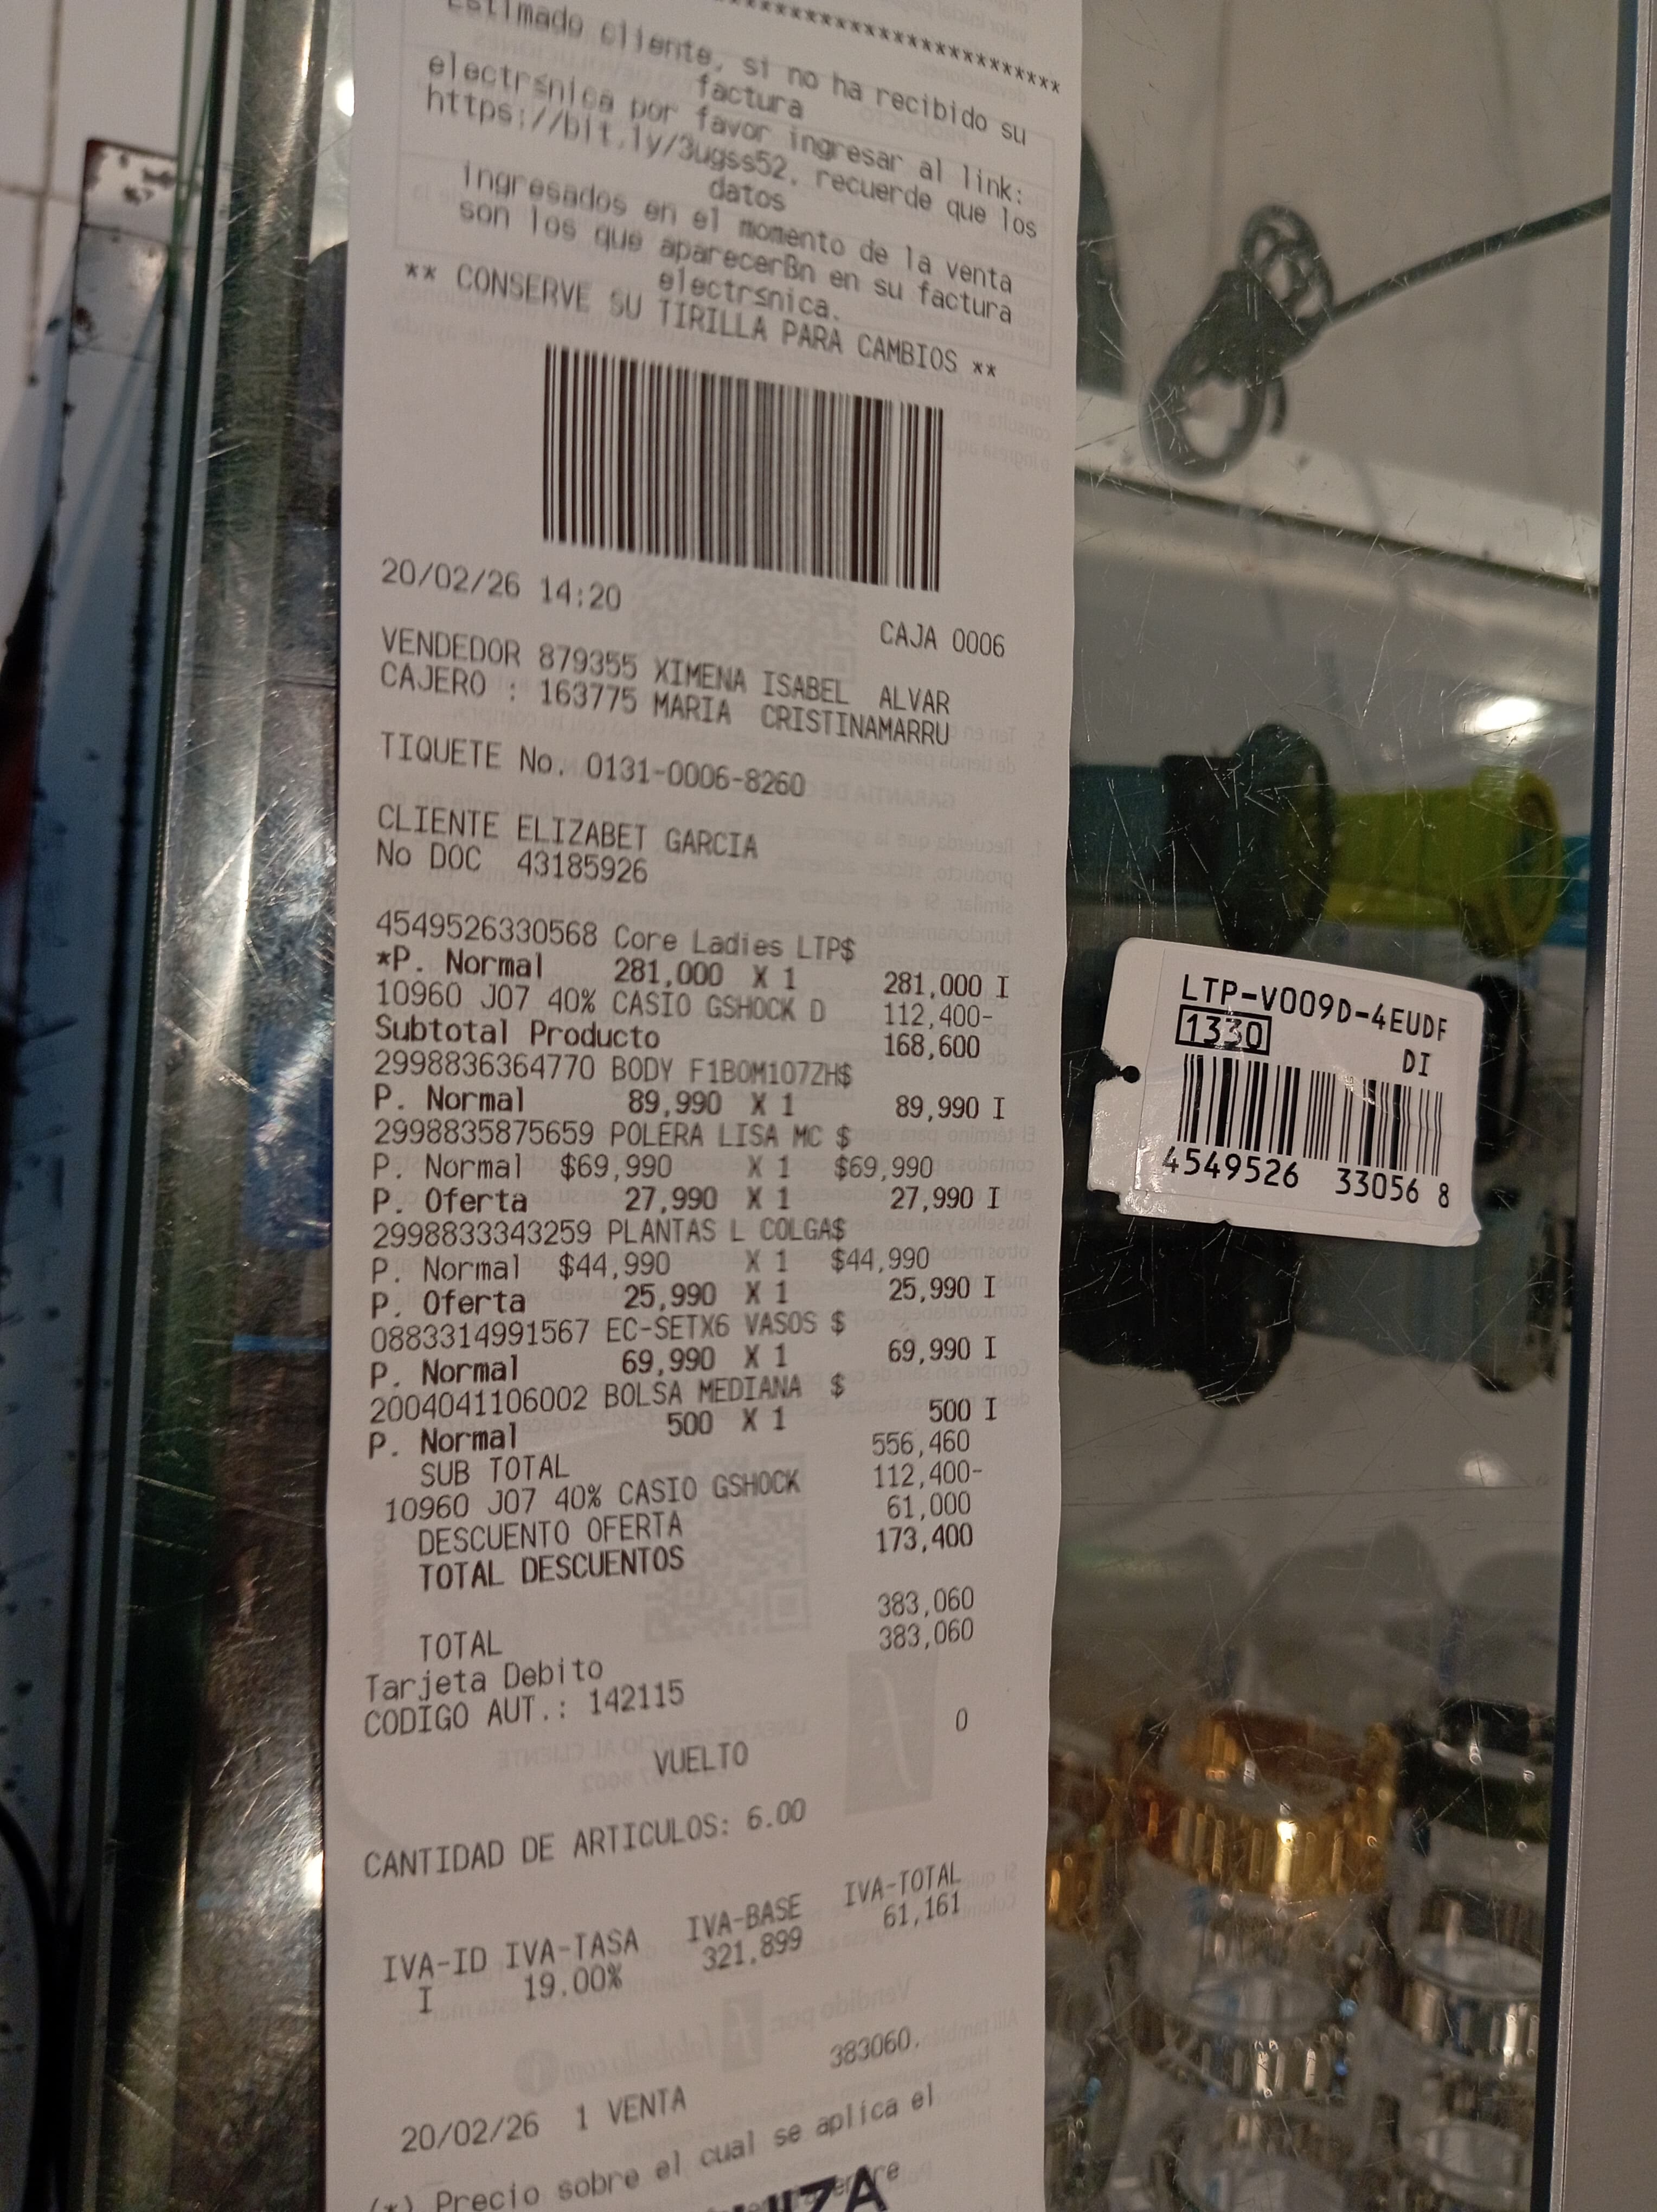 ************************************
Estimado cliente, si no ha recibido su
factura
electr≤nica por favor ingresar al link:
https://bit.ly/3ugss52, recuerde que los
datos
ingresados en el momento de la venta
son los que aparecerßn en su factura
electr≤nica.
** CONSERVE SU TIRILLA PARA CAMBIOS **
20/02/26 14:20 CAJA 0006
VENDEDOR 879355 XIMENA ISABEL ALVAR
CAJERO : 163775 MARIA CRISTINAMARRU
TIQUETE No. 0131-0006-8260
CLIENTE ELIZABET GARCIA
No DOC 43185926
4549526330568 Core Ladies LTP$
*P. Normal 281,000 X 1 281,000 I
10960 J07 40% CASIO GSHOCK D 112,400-
Subtotal Producto 168,600
2998836364770 BODY F1BOM107ZH$
P. Normal 89,990 X 1 89,990 I
2998835875659 POLERA LISA MC $
P. Normal $69,990 X 1 $69,990
P. Oferta 27,990 X 1 27,990 I
2998833343259 PLANTAS L COLGA$
P. Normal $44,990 X 1 $44,990
P. Oferta 25,990 X 1 25,990 I
0883314991567 EC-SETX6 VASOS $
P. Normal 69,990 X 1 69,990 I
2004041106002 BOLSA MEDIANA $
P. Normal 500 X 1 500 I
SUB TOTAL 556,460
10960 J07 40% CASIO GSHOCK 112,400-
DESCUENTO OFERTA 61,000
TOTAL DESCUENTOS 173,400
TOTAL 383,060
Tarjeta Debito 383,060
CODIGO AUT.: 142115
VUELTO 0
CANTIDAD DE ARTICULOS: 6.00
IVA-ID IVA-TASA IVA-BASE IVA-TOTAL
I 19.00% 321,899 61,161
20/02/26 1 VENTA 383060.
(*) Precio sobre el cual se aplica el
LTP-V009D-4EUDF
1330
DI
4549526 33056 8